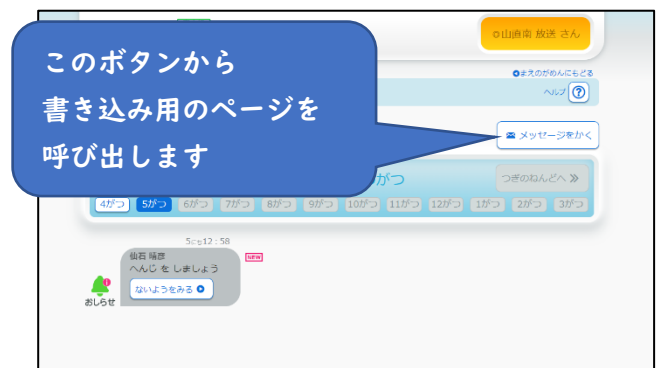 山直南 放送 さん
このボタンから
書き込み用のページを
呼び出します
まえのがめんにもどる
ヘルプ ?
メッセージをかく
がつ
つぎのねんどへ
4がつ 5がつ 6がつ 7がつ 8がつ 9がつ 10がつ 11がつ 12がつ 1がつ 2がつ 3がつ
12:58
仙石 晴彦
NEW
へんじ を しましょう
ないようをみる
おしらせ